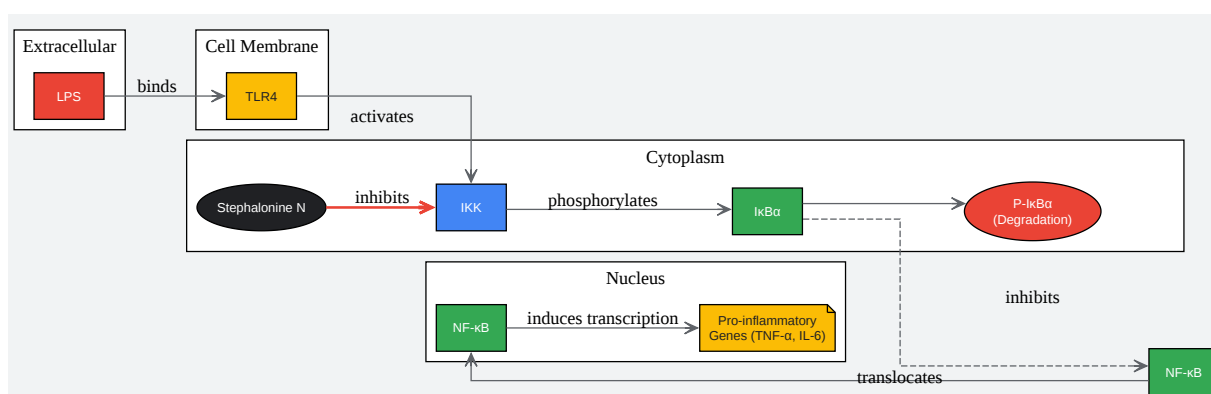 Extracellular
LPS
binds
Cell Membrane
TLR4
activates
Cytoplasm
Stephalonine N
inhibits
IKK
phosphorylates
IκBα
P-IκBα
(Degradation)
inhibits
Nucleus
NF-κB
induces transcription
Pro-inflammatory
Genes (TNF-α, IL-6)
translocates
NF-κB